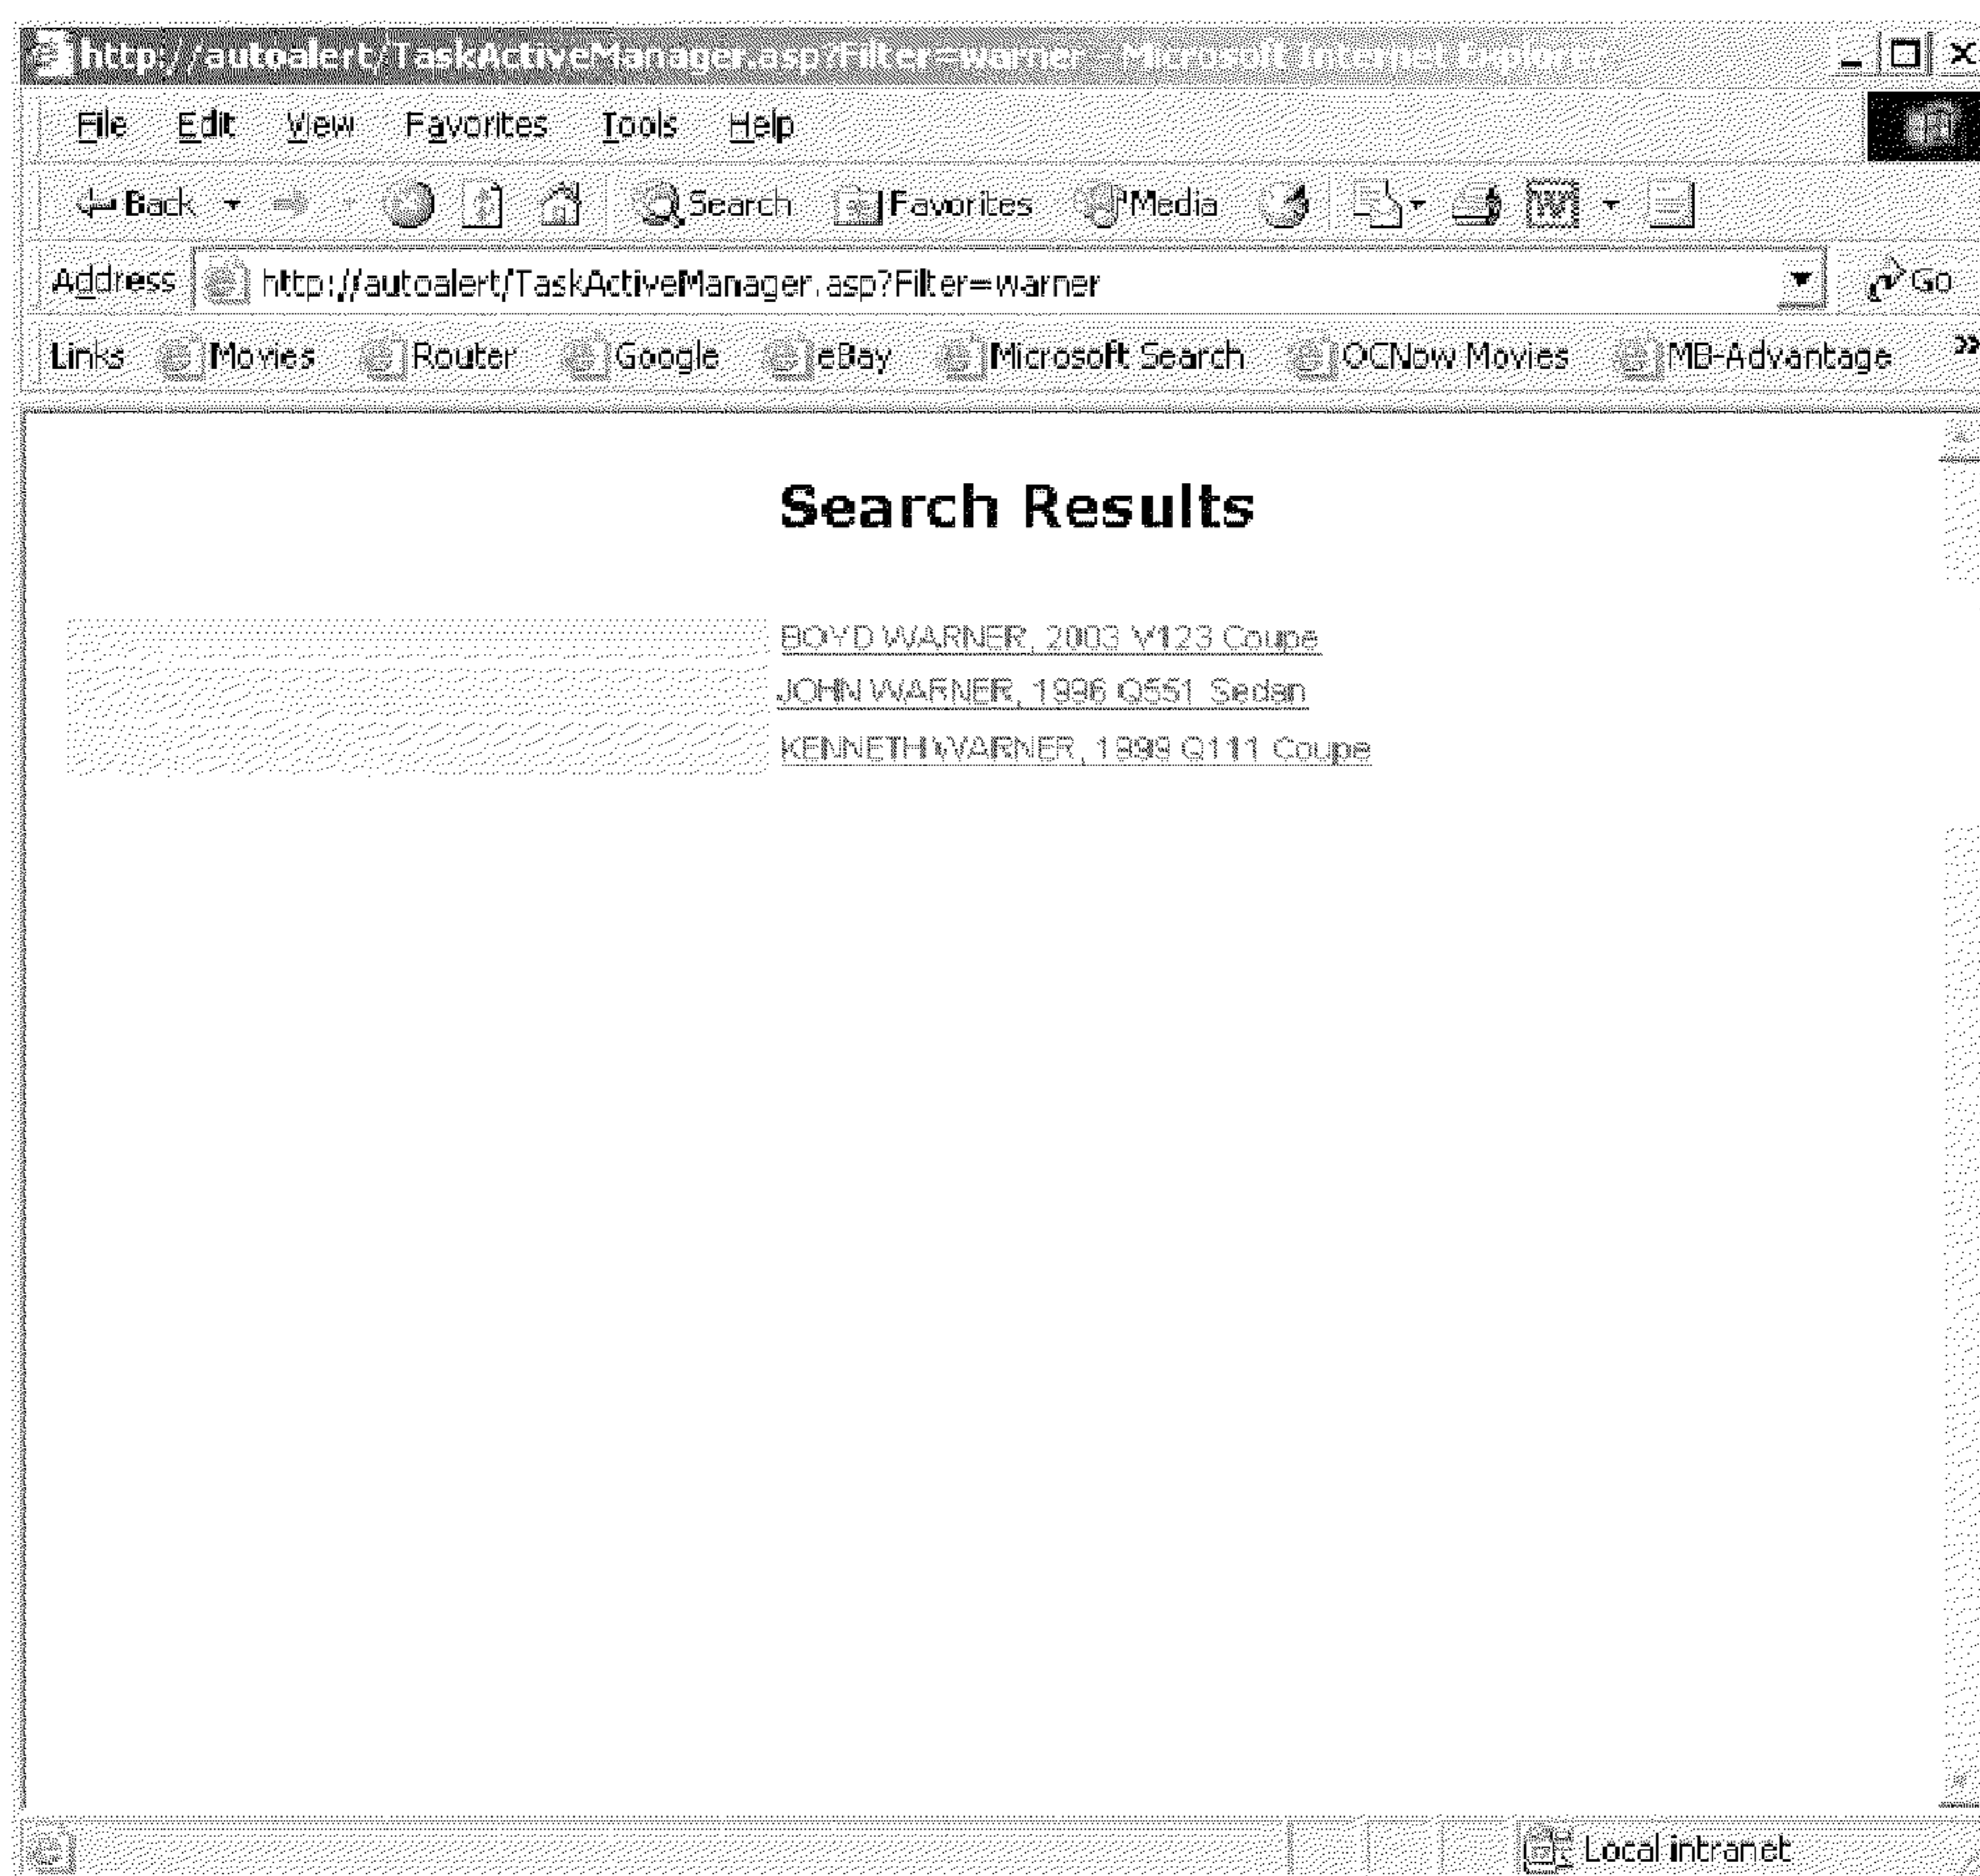 http://autoalert/TaskActiveManager.asp?Filter=warner - Microsoft Internet Explorer
File Edit View Favorites Tools Help
Back Search Favorites Media
Address http://autoalert/TaskActiveManager.asp?Filter=warner Go
Links Movies Router Google eBay Microsoft Search OCNow Movies MB-Advantage »
Search Results
BOYD WARNER, 2003 V123 Coupe
JOHN WARNER, 1996 Q551 Sedan
KENNETH WARNER, 1999 Q111 Coupe
Local intranet